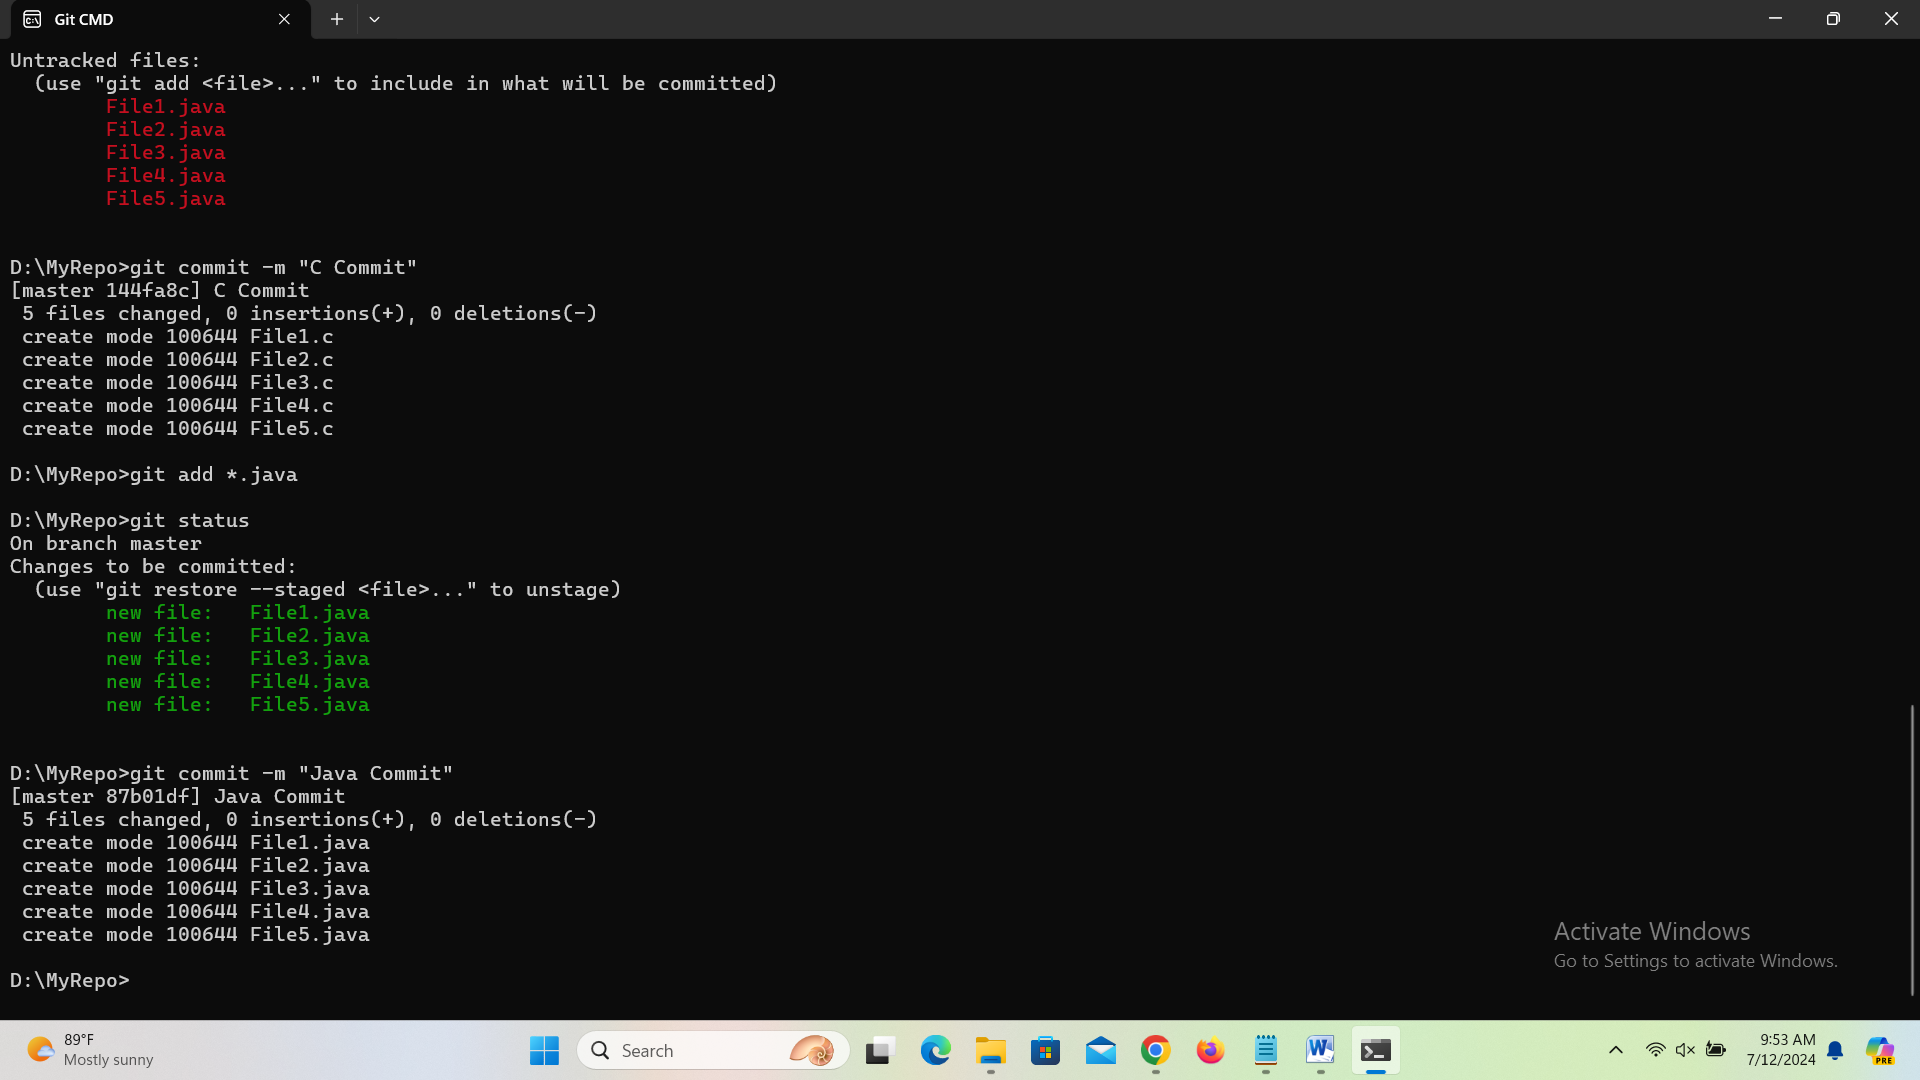 Git CMD
Untracked files:
  (use "git add <file>..." to include in what will be committed)
        File1.java
        File2.java
        File3.java
        File4.java
        File5.java
D:\MyRepo>git commit -m "C Commit"
[master 144fa8c] C Commit
 5 files changed, 0 insertions(+), 0 deletions(-)
 create mode 100644 File1.c
 create mode 100644 File2.c
 create mode 100644 File3.c
 create mode 100644 File4.c
 create mode 100644 File5.c
D:\MyRepo>git add *.java
D:\MyRepo>git status
On branch master
Changes to be committed:
  (use "git restore --staged <file>..." to unstage)
        new file:   File1.java
        new file:   File2.java
        new file:   File3.java
        new file:   File4.java
        new file:   File5.java
D:\MyRepo>git commit -m "Java Commit"
[master 87b01df] Java Commit
 5 files changed, 0 insertions(+), 0 deletions(-)
 create mode 100644 File1.java
 create mode 100644 File2.java
 create mode 100644 File3.java
 create mode 100644 File4.java
 create mode 100644 File5.java
D:\MyRepo>
Activate Windows
Go to Settings to activate Windows.
89°F
Mostly sunny
Search
9:53 AM
7/12/2024
PRE